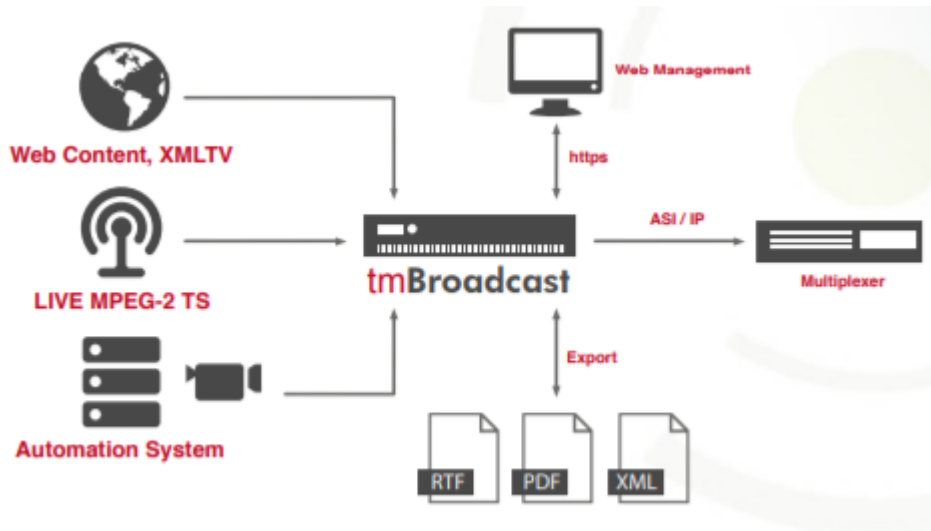 Web Management
Web Content, XMLTV
https
ASI / IP
tmBroadcast
Multiplexer
LIVE MPEG-2 TS
Export
Automation System
RTF
PDF
XML